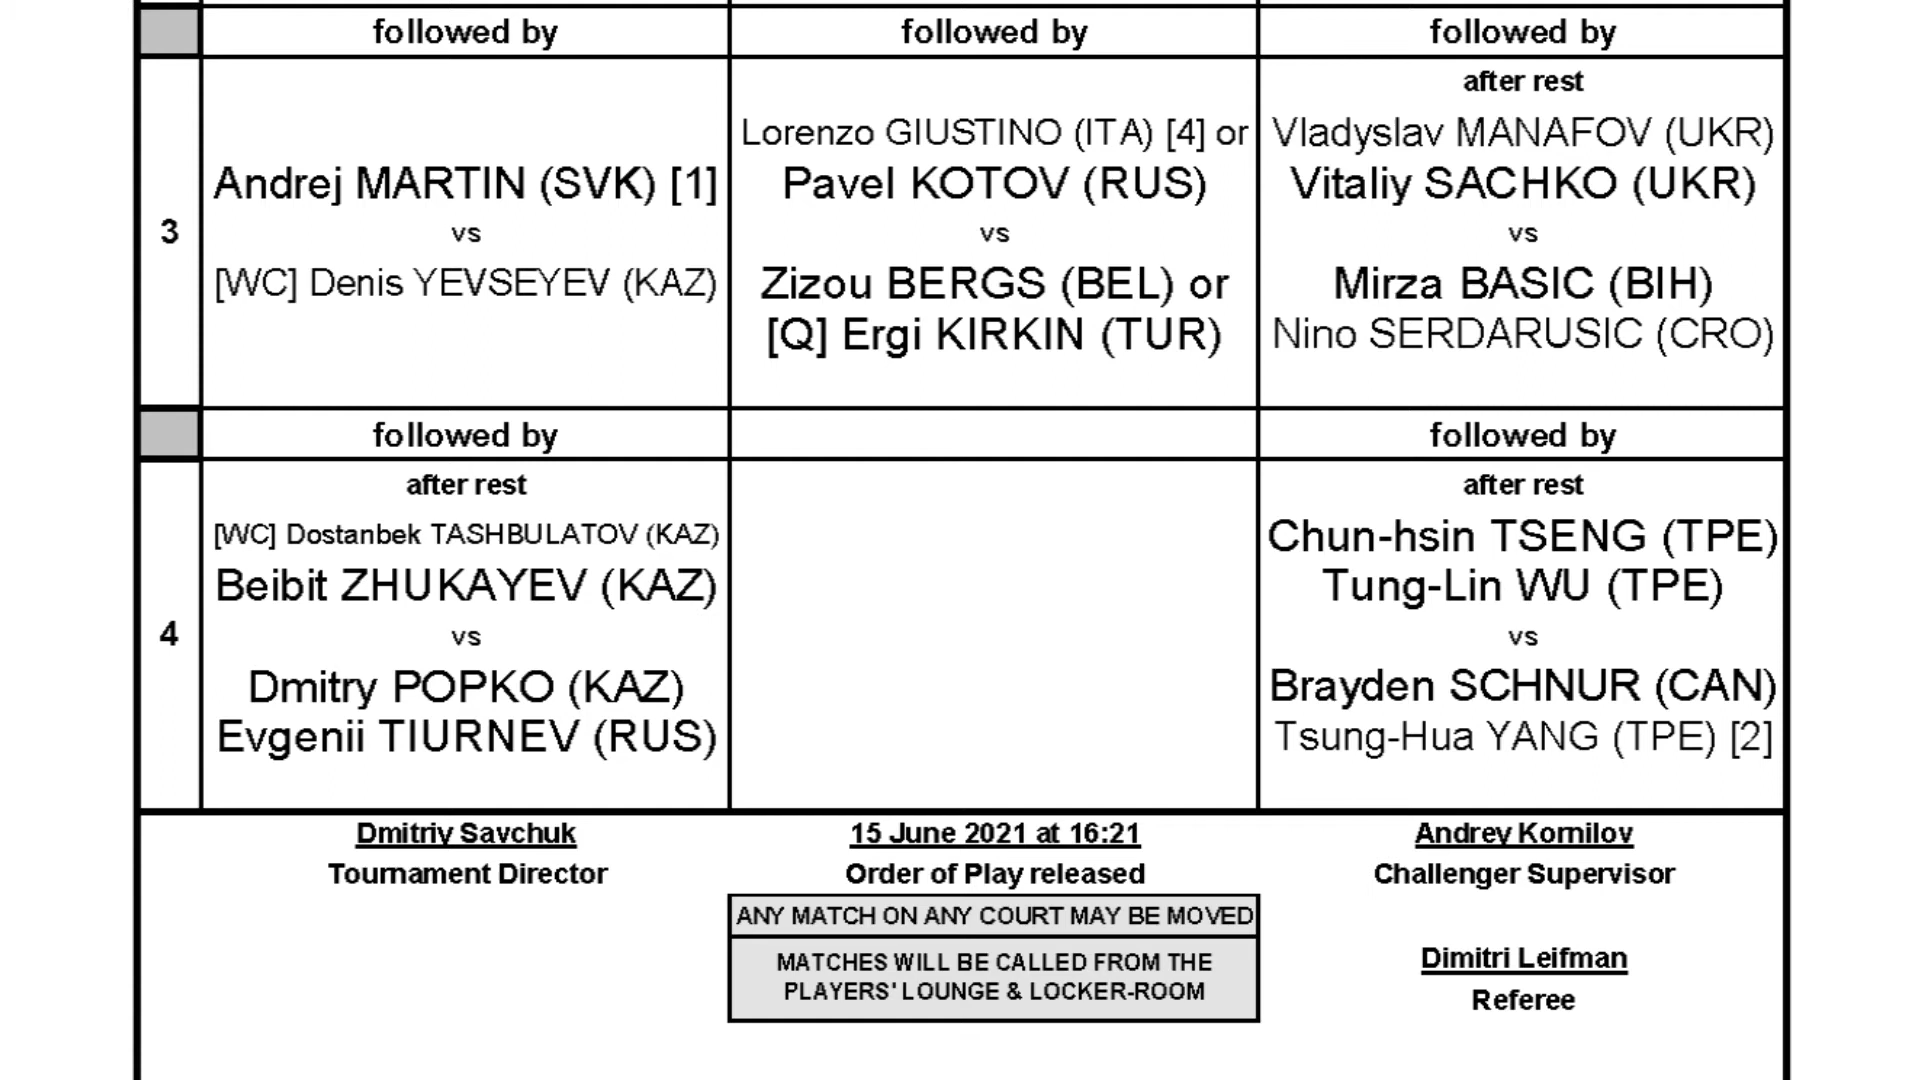 followed by
followed by
followed by
3
Andrej MARTIN (SVK) [1]
vs
[WC] Denis YEVSEYEV (KAZ)
Lorenzo GIUSTINO (ITA) [4] or
Pavel KOTOV (RUS)
vs
Zizou BERGS (BEL) or
[Q] Ergi KIRKIN (TUR)
after rest
Vladyslav MANAFOV (UKR)
Vitaliy SACHKO (UKR)
vs
Mirza BASIC (BIH)
Nino SERDARUSIC (CRO)
followed by
followed by
4
after rest
[WC] Dostanbek TASHBULATOV (KAZ)
Beibit ZHUKAYEV (KAZ)
vs
Dmitry POPKO (KAZ)
Evgenii TIURNEV (RUS)
after rest
Chun-hsin TSENG (TPE)
Tung-Lin WU (TPE)
vs
Brayden SCHNUR (CAN)
Tsung-Hua YANG (TPE) [2]
Dmitriy Savchuk
Tournament Director
15 June 2021 at 16:21
Order of Play released
ANY MATCH ON ANY COURT MAY BE MOVED
MATCHES WILL BE CALLED FROM THE
PLAYERS' LOUNGE & LOCKER-ROOM
Andrey Kornilov
Challenger Supervisor
Dimitri Leifman
Referee